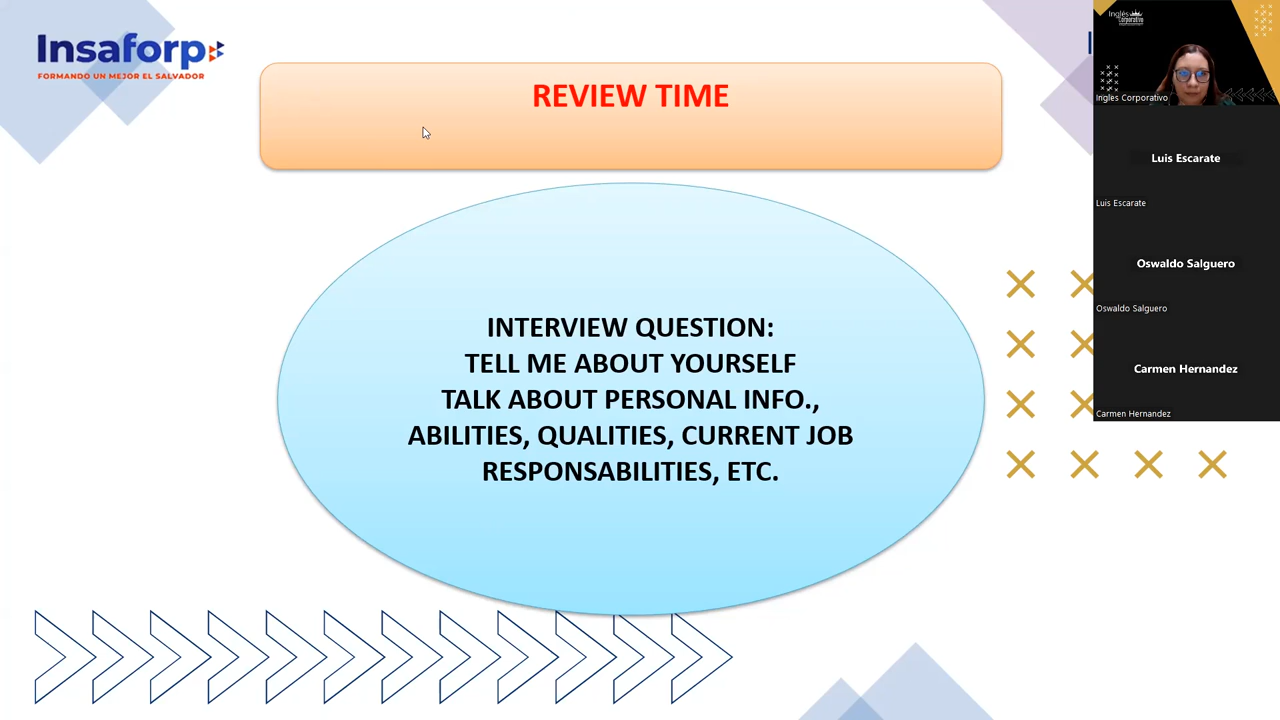 Insaforp
FORMANDO UN MEJOR EL SALVADOR
REVIEW TIME
INTERVIEW QUESTION:
TELL ME ABOUT YOURSELF
TALK ABOUT PERSONAL INFO.,
ABILITIES, QUALITIES, CURRENT JOB
RESPONSABILITIES, ETC.
Inglés
Corporativo
Ingles Corporativo
Luis Escarate
Luis Escarate
Oswaldo Salguero
Oswaldo Salguero
Carmen Hernandez
Carmen Hernandez